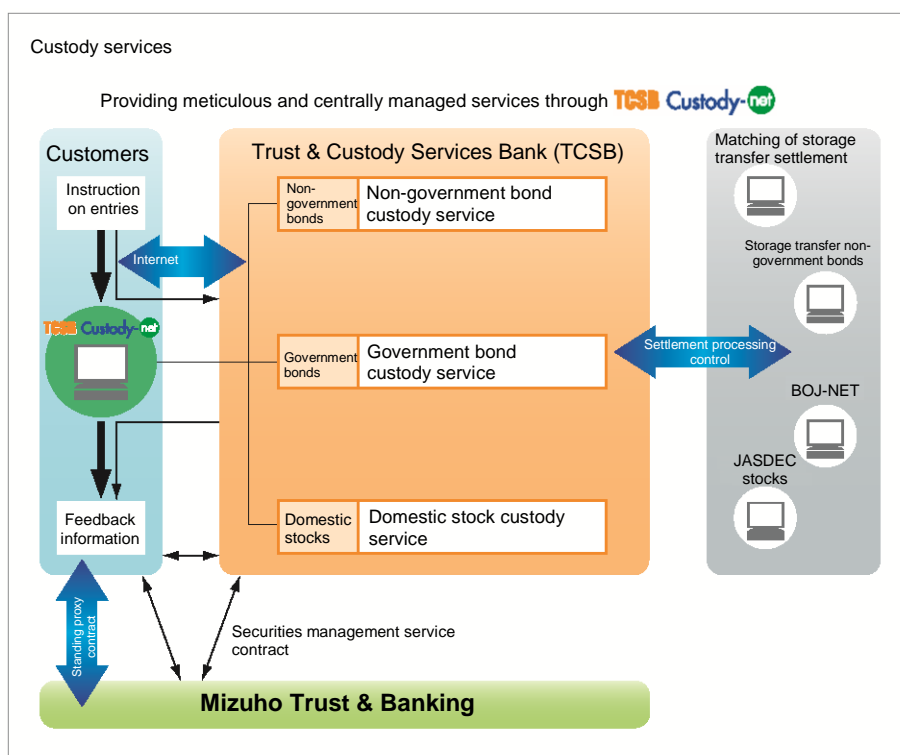 Custody services
Providing meticulous and centrally managed services through TCSB Custody-net
Customers
Instruction
on entries
Internet
TCSB Custody-net
Feedback
information
Standing proxy
contract
Trust & Custody Services Bank (TCSB)
Non-
government
bonds
Non-government bond
custody service
Government
bonds
Government bond
custody service
Domestic
stocks
Domestic stock custody
service
Settlement processing
control
Matching of storage
transfer settlement
Storage transfer non-
government bonds
BOJ-NET
JASDEC
stocks
Securities management service
contract
Mizuho Trust & Banking